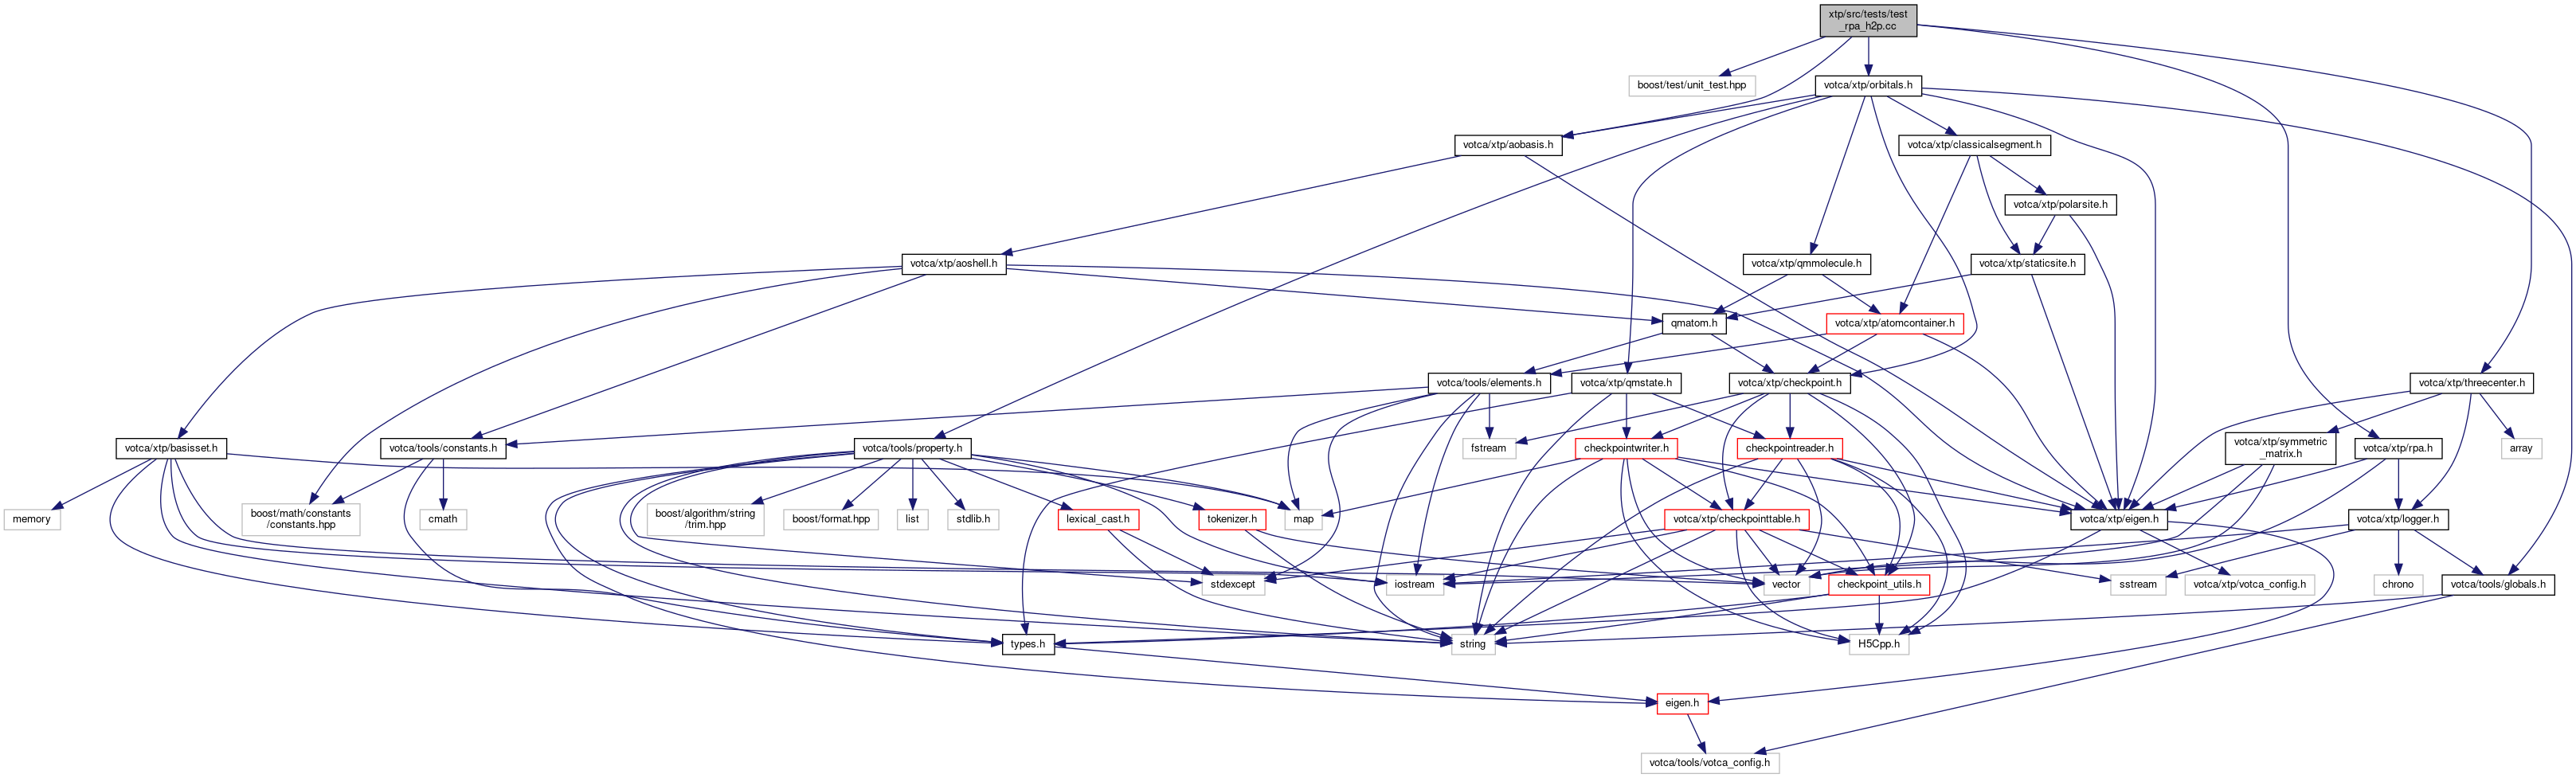 xtp/src/tests/test
_rpa_h2p.cc
boost/test/unit_test.hpp
votca/xtp/orbitals.h
votca/xtp/aobasis.h
votca/xtp/classicalsegment.h
votca/xtp/polarsite.h
votca/xtp/aoshell.h
votca/xtp/qmmolecule.h
votca/xtp/staticsite.h
qmatom.h
votca/xtp/atomcontainer.h
votca/tools/elements.h
votca/xtp/qmstate.h
votca/xtp/checkpoint.h
votca/xtp/threecenter.h
votca/xtp/basisset.h
votca/tools/constants.h
votca/tools/property.h
fstream
checkpointwriter.h
checkpointreader.h
votca/xtp/symmetric
_matrix.h
votca/xtp/rpa.h
array
memory
boost/math/constants
/constants.hpp
cmath
boost/algorithm/string
/trim.hpp
boost/format.hpp
list
stdlib.h
lexical_cast.h
tokenizer.h
map
votca/xtp/checkpointtable.h
votca/xtp/eigen.h
votca/xtp/logger.h
stdexcept
iostream
vector
checkpoint_utils.h
sstream
votca/xtp/votca_config.h
chrono
votca/tools/globals.h
types.h
string
H5Cpp.h
eigen.h
votca/tools/votca_config.h